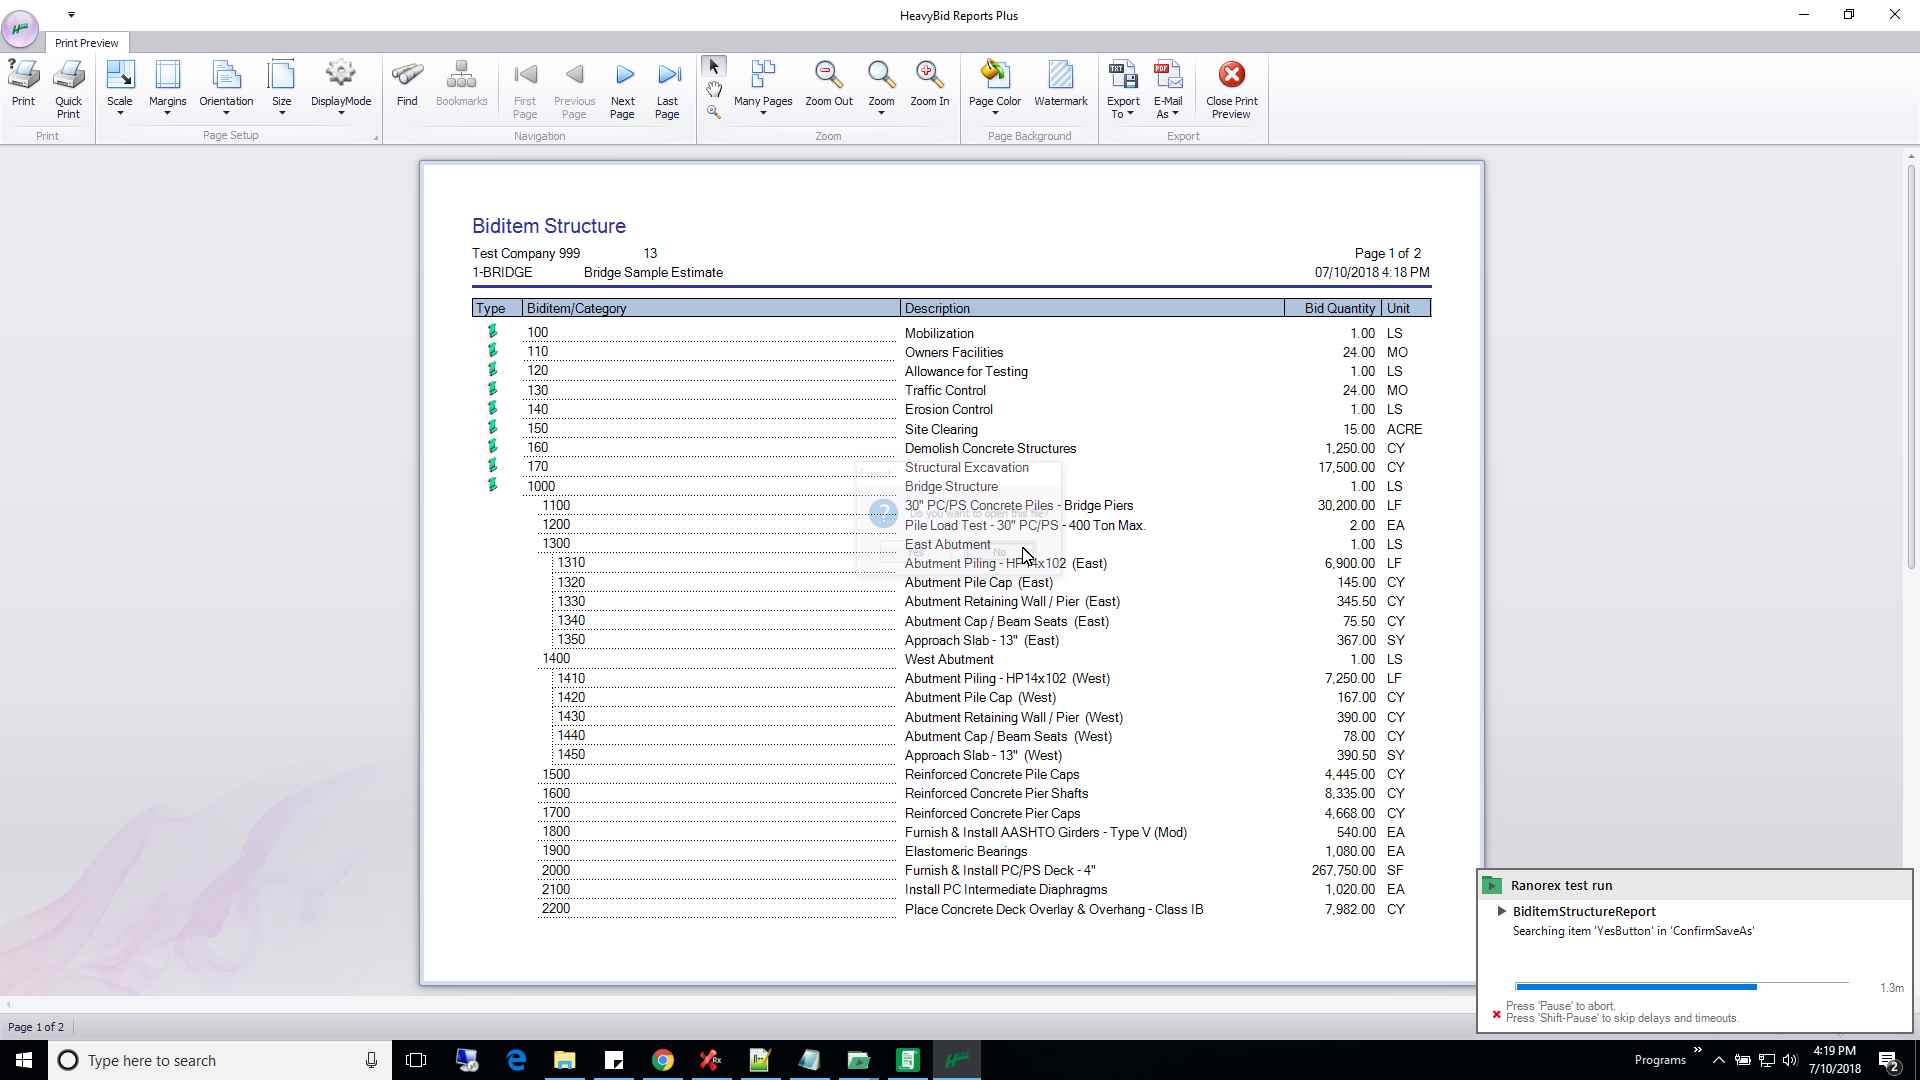 HeavyBid Reports Plus
Print Preview
Print
Quick Print
Scale
Margins
Orientation
Size
DisplayMode
Find
Bookmarks
First Page
Previous Page
Next Page
Last Page
Many Pages
Zoom Out
Zoom
Zoom In
Page Color
Watermark
Export To
E-Mail As
Close Print Preview
Print
Page Setup
Navigation
Zoom
Page Background
Export
Biditem Structure
Test Company 999 13 Page 1 of 2
1-BRIDGE Bridge Sample Estimate 07/10/2018 4:18 PM
Type Biditem/Category Description Bid Quantity Unit
100 Mobilization 1.00 LS
110 Owners Facilities 24.00 MO
120 Allowance for Testing 1.00 LS
130 Traffic Control 24.00 MO
140 Erosion Control 1.00 LS
150 Site Clearing 15.00 ACRE
160 Demolish Concrete Structures 1,250.00 CY
170 Structural Excavation 17,500.00 CY
1000 Bridge Structure 1.00 LS
1100 30" PC/PS Concrete Piles - Bridge Piers 30,200.00 LF
Do you want to open this file?
1200 Pile Load Test - 30" PC/PS - 400 Ton Max. 2.00 EA
1300 East Abutment 1.00 LS
Yes No
1310 Abutment Piling - HP14x102 (East) 6,900.00 LF
1320 Abutment Pile Cap (East) 145.00 CY
1330 Abutment Retaining Wall / Pier (East) 345.50 CY
1340 Abutment Cap / Beam Seats (East) 75.50 CY
1350 Approach Slab - 13" (East) 367.00 SY
1400 West Abutment 1.00 LS
1410 Abutment Piling - HP14x102 (West) 7,250.00 LF
1420 Abutment Pile Cap (West) 167.00 CY
1430 Abutment Retaining Wall / Pier (West) 390.00 CY
1440 Abutment Cap / Beam Seats (West) 78.00 CY
1450 Approach Slab - 13" (West) 390.50 SY
1500 Reinforced Concrete Pile Caps 4,445.00 CY
1600 Reinforced Concrete Pier Shafts 8,335.00 CY
1700 Reinforced Concrete Pier Caps 4,668.00 CY
1800 Furnish & Install AASHTO Girders - Type V (Mod) 540.00 EA
1900 Elastomeric Bearings 1,080.00 EA
2000 Furnish & Install PC/PS Deck - 4" 267,750.00 SF
2100 Install PC Intermediate Diaphragms 1,020.00 EA
2200 Place Concrete Deck Overlay & Overhang - Class IB 7,982.00 CY
Ranorex test run
BiditemStructureReport
Searching item 'YesButton' in 'ConfirmSaveAs'
1.3m
Press 'Pause' to abort.
Press 'Shift-Pause' to skip delays and timeouts.
Page 1 of 2
Type here to search
Programs
4:19 PM
7/10/2018
2